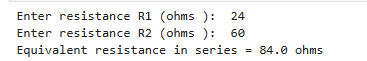 Enter resistance R1 (ohms ):  24
Enter resistance R2 (ohms ):  60
Equivalent resistance in series = 84.0 ohms